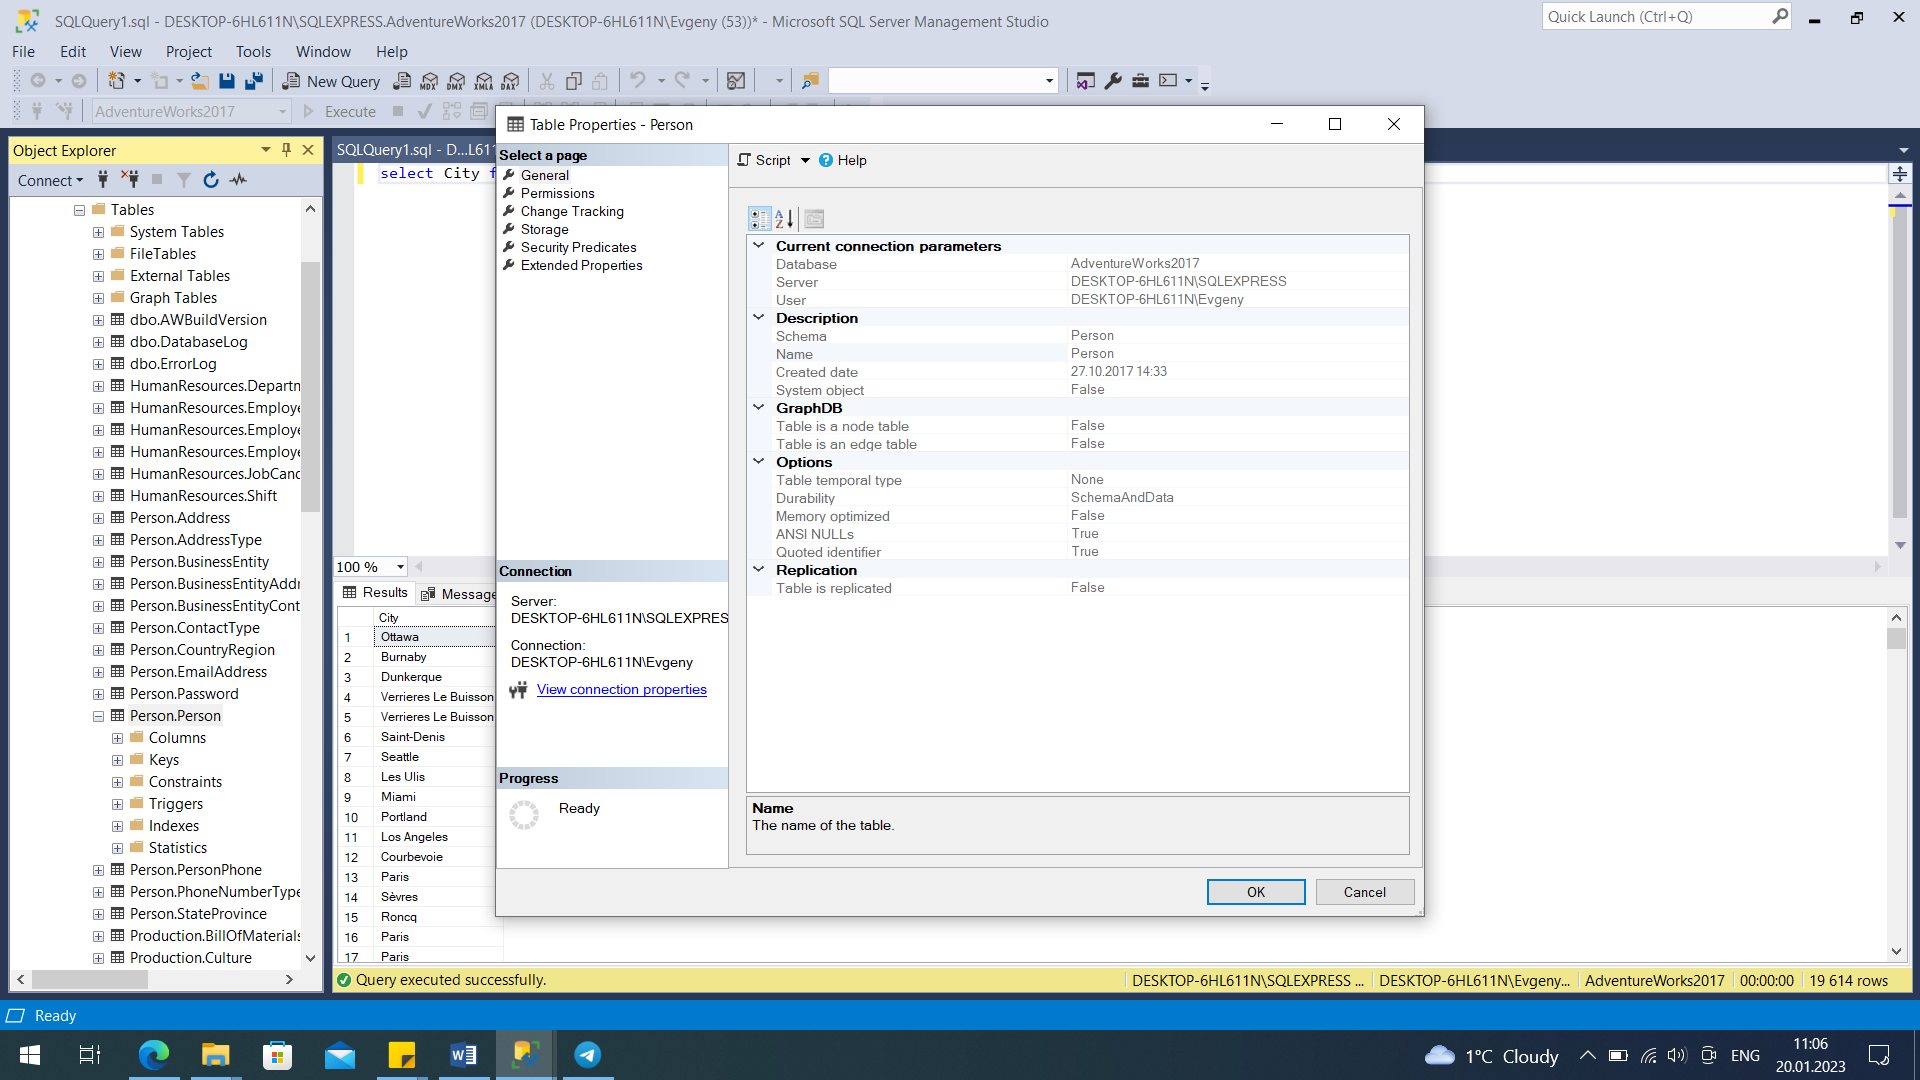 SQLQuery1.sql - DESKTOP-6HL611N\SQLEXPRESS.AdventureWorks2017 (DESKTOP-6HL611N\Evgeny (53))* - Microsoft SQL Server Management Studio
Quick Launch (Ctrl+Q)
File Edit View Project Tools Window Help
New Query
MDX DMX XMLA DAX
AdventureWorks2017
Execute
Object Explorer
Connect
Tables
System Tables
FileTables
External Tables
Graph Tables
dbo.AWBuildVersion
dbo.DatabaseLog
dbo.ErrorLog
HumanResources.Departn
HumanResources.Employe
HumanResources.Employe
HumanResources.Employe
HumanResources.JobCanc
HumanResources.Shift
Person.Address
Person.AddressType
Person.BusinessEntity
Person.BusinessEntityAddr
Person.BusinessEntityCont
Person.ContactType
Person.CountryRegion
Person.EmailAddress
Person.Password
Person.Person
Columns
Keys
Constraints
Triggers
Indexes
Statistics
Person.PersonPhone
Person.PhoneNumberType
Person.StateProvince
Production.BillOfMaterials
Production.Culture
SQLQuery1.sql - D...L611
select City f
100 %
Results
Message
City
1 Ottawa
2 Burnaby
3 Dunkerque
4 Verrieres Le Buisson
5 Verrieres Le Buisson
6 Saint-Denis
7 Seattle
8 Les Ulis
9 Miami
10 Portland
11 Los Angeles
12 Courbevoie
13 Paris
14 Sèvres
15 Roncq
16 Paris
17 Paris
Table Properties - Person
Select a page
General
Permissions
Change Tracking
Storage
Security Predicates
Extended Properties
Connection
Server:
DESKTOP-6HL611N\SQLEXPRES
Connection:
DESKTOP-6HL611N\Evgeny
View connection properties
Progress
Ready
Script
Help
Current connection parameters
Database AdventureWorks2017
Server DESKTOP-6HL611N\SQLEXPRESS
User DESKTOP-6HL611N\Evgeny
Description
Schema Person
Name Person
Created date 27.10.2017 14:33
System object False
GraphDB
Table is a node table False
Table is an edge table False
Options
Table temporal type None
Durability SchemaAndData
Memory optimized False
ANSI NULLs True
Quoted identifier True
Replication
Table is replicated False
Name
The name of the table.
OK
Cancel
Query executed successfully.
DESKTOP-6HL611N\SQLEXPRESS ... DESKTOP-6HL611N\Evgeny... AdventureWorks2017 00:00:00 19 614 rows
Ready
1°C Cloudy
ENG
11:06
20.01.2023